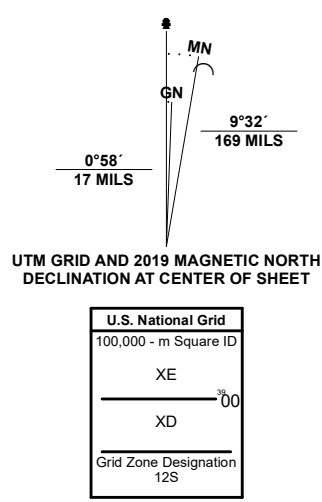 MN
GN
9°32´
169 MILS
0°58´
17 MILS
UTM GRID AND 2019 MAGNETIC NORTH
DECLINATION AT CENTER OF SHEET
U.S. National Grid
100,000 - m Square ID
XE
39
00
XD
Grid Zone Designation
12S